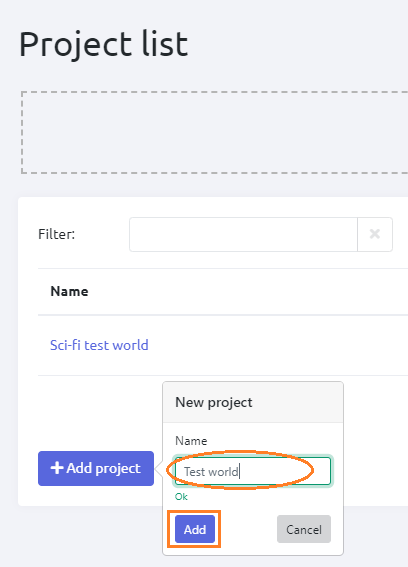 Project list
Filter:
Name
Sci-fi test world
Add project
New project
Name
Test world
Ok
Add Cancel